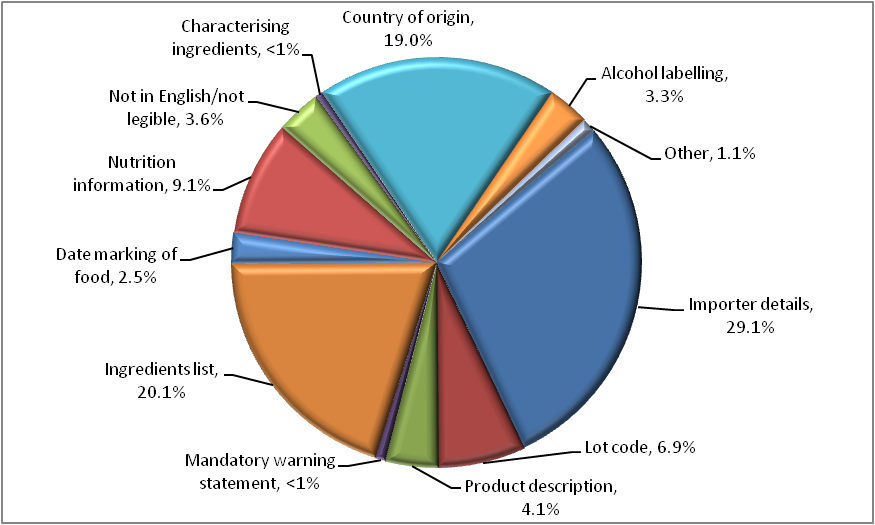 Characterising
ingredients, <1%
Country of origin,
19.0%
Alcohol labelling,
3.3%
Other, 1.1%
Importer details,
29.1%
Lot code, 6.9%
Product description,
4.1%
Mandatory warning
statement, <1%
Ingredients list,
20.1%
Date marking of
food, 2.5%
Nutrition
information, 9.1%
Not in English/not
legible, 3.6%